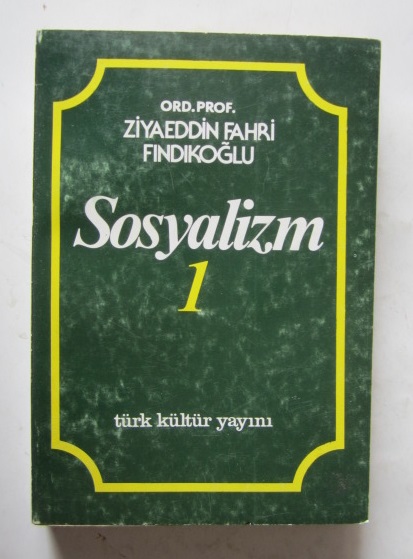 ORD. PROF.
ZİYAEDDİN FAHRİ
FINDIKOĞLU
Sosyalizm
1
türk kültür yayını